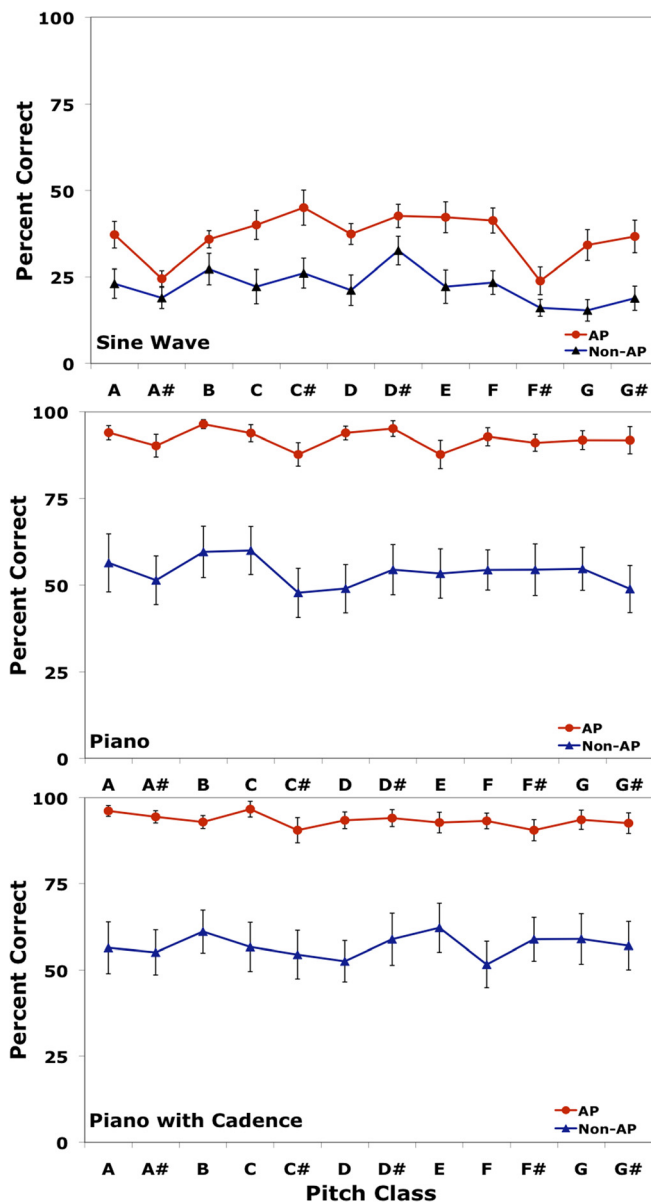 100
75
50
25
0
Percent Correct
Sine Wave
AP
Non-AP
A A# B C C# D D# E F F# G G#
100
75
50
25
0
Percent Correct
Piano
AP
Non-AP
A A# B C C# D D# E F F# G G#
100
75
50
25
0
Percent Correct
Piano with Cadence
AP
Non-AP
A A# B C C# D D# E F F# G G#
Pitch Class